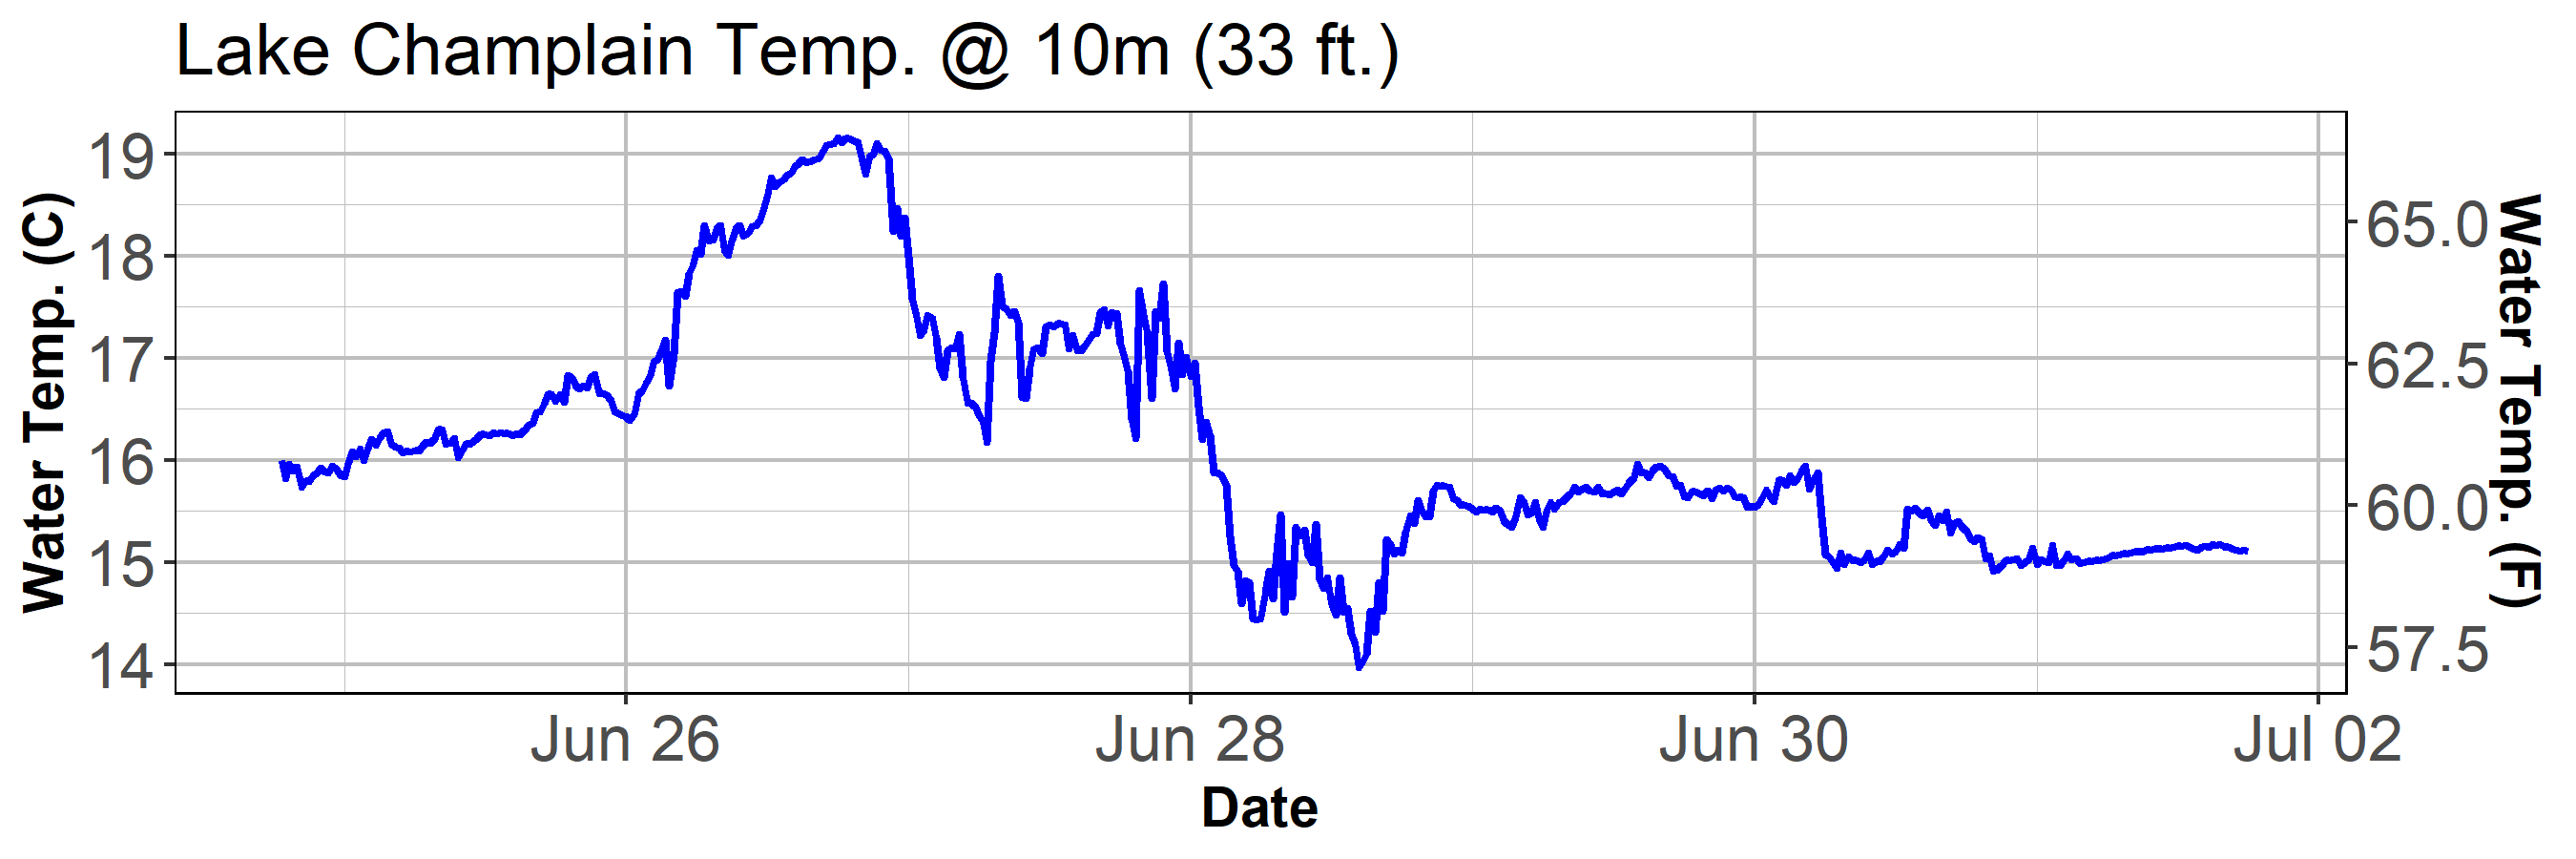 Lake Champlain Temp. @ 10m (33 ft.)
Water Temp. (C)
19
18
17
16
15
14
65.0
62.5
60.0
57.5
Water Temp. (F)
Jun 26
Jun 28
Jun 30
Jul 02
Date